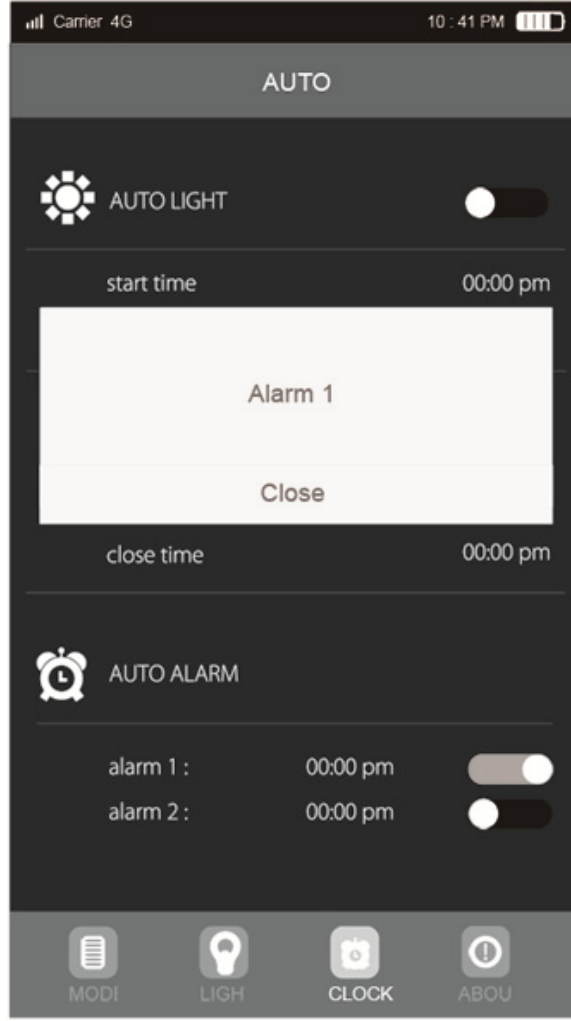 Carrier 4G 10 : 41 PM
AUTO
AUTO LIGHT
start time 00:00 pm
Alarm 1
Close
close time 00:00 pm
AUTO ALARM
alarm 1 : 00:00 pm
alarm 2 : 00:00 pm
MODE LIGH CLOCK ABOU